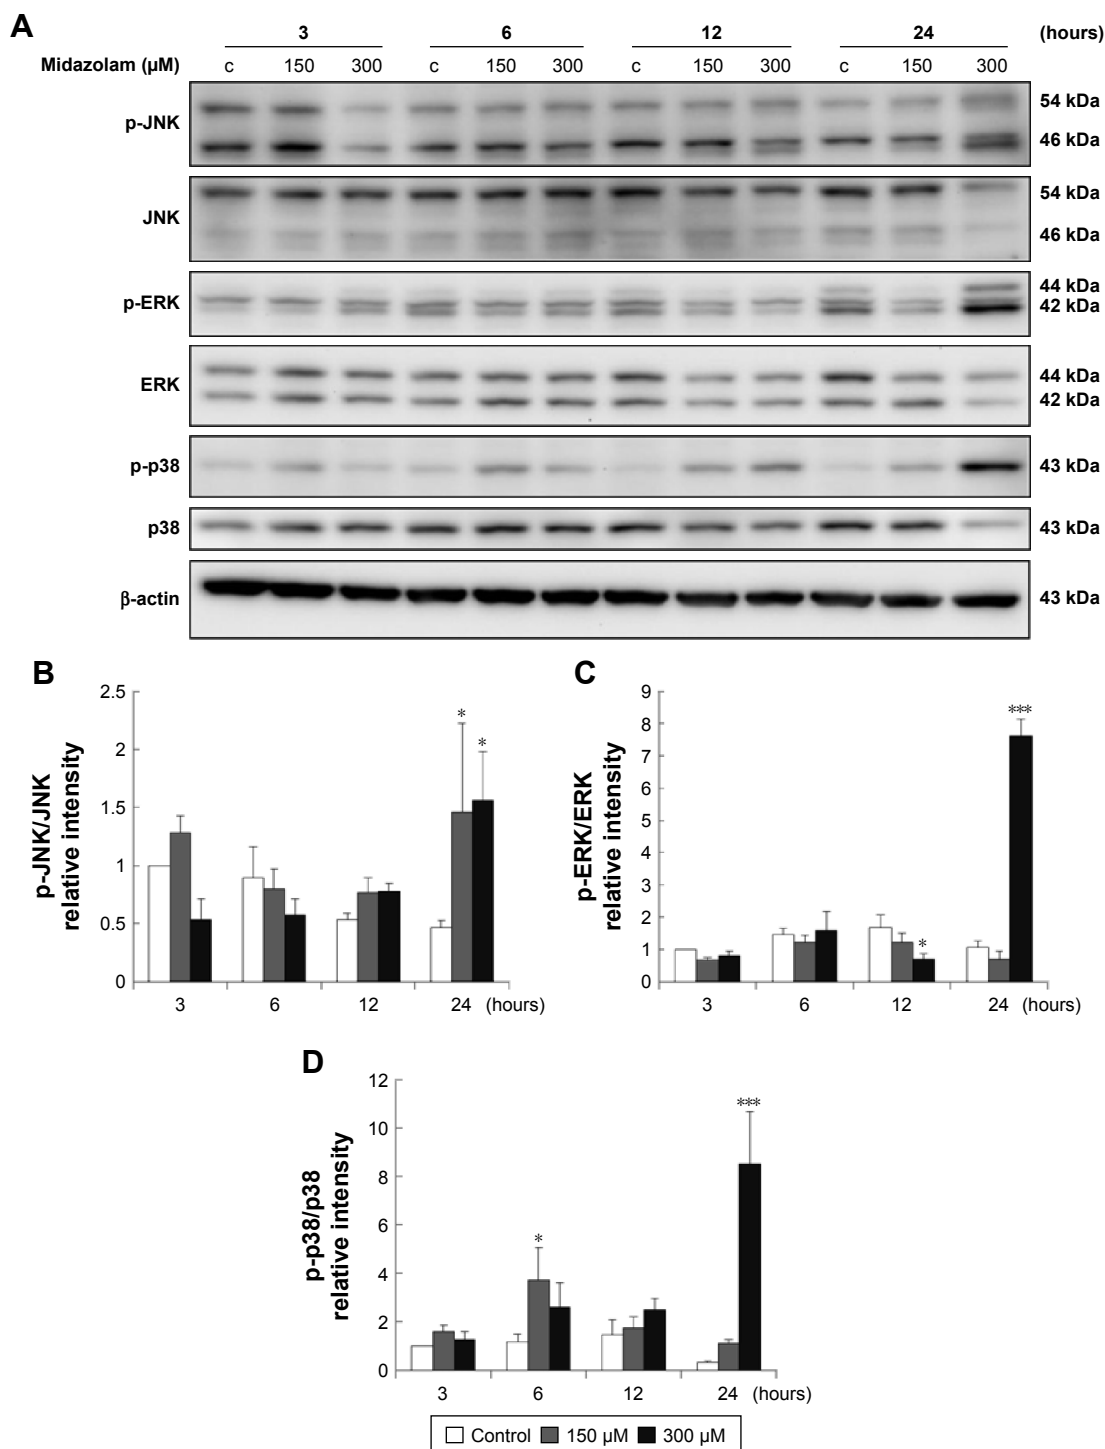 A
3 6 12 24 (hours)
Midazolam (µM) c 150 300 c 150 300 c 150 300 c 150 300
p-JNK
54 kDa
46 kDa
JNK
54 kDa
46 kDa
p-ERK
44 kDa
42 kDa
ERK
44 kDa
42 kDa
p-p38 43 kDa
p38 43 kDa
β-actin 43 kDa
B
p-JNK/JNK
relative intensity
2.5
2
1.5
1
0.5
0
* *
3 6 12 24 (hours)
C
p-ERK/ERK
relative intensity
9
8
7
6
5
4
3
2
1
0
* ***
3 6 12 24 (hours)
D
p-p38/p38
relative intensity
12
10
8
6
4
2
0
* ***
3 6 12 24 (hours)
Control 150 µM 300 µM